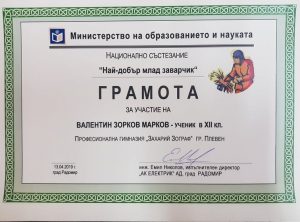 Министерство на образованието и науката
Национално състезание
"Най-добър млад заварчик"
ГРАМОТА
ЗА УЧАСТИЕ НА
ВАЛЕНТИН ЗОРКОВ МАРКОВ - ученик в XII кл.
Професионална гимназия „Захарий Зограф" гр. Плевен
13.04.2019 г.
град Радомир
инж. Емил Николов, изпълнителен директор
„АК ЕЛЕКТРИК" АД, град РАДОМИР